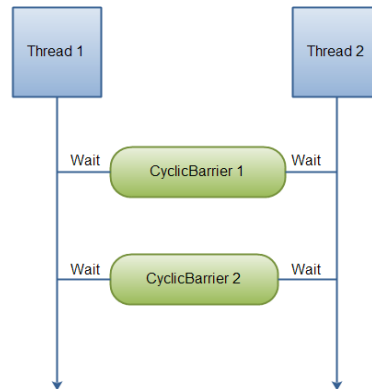 Thread 1
Thread 2
Wait
CyclicBarrier 1
Wait
Wait
CyclicBarrier 2
Wait